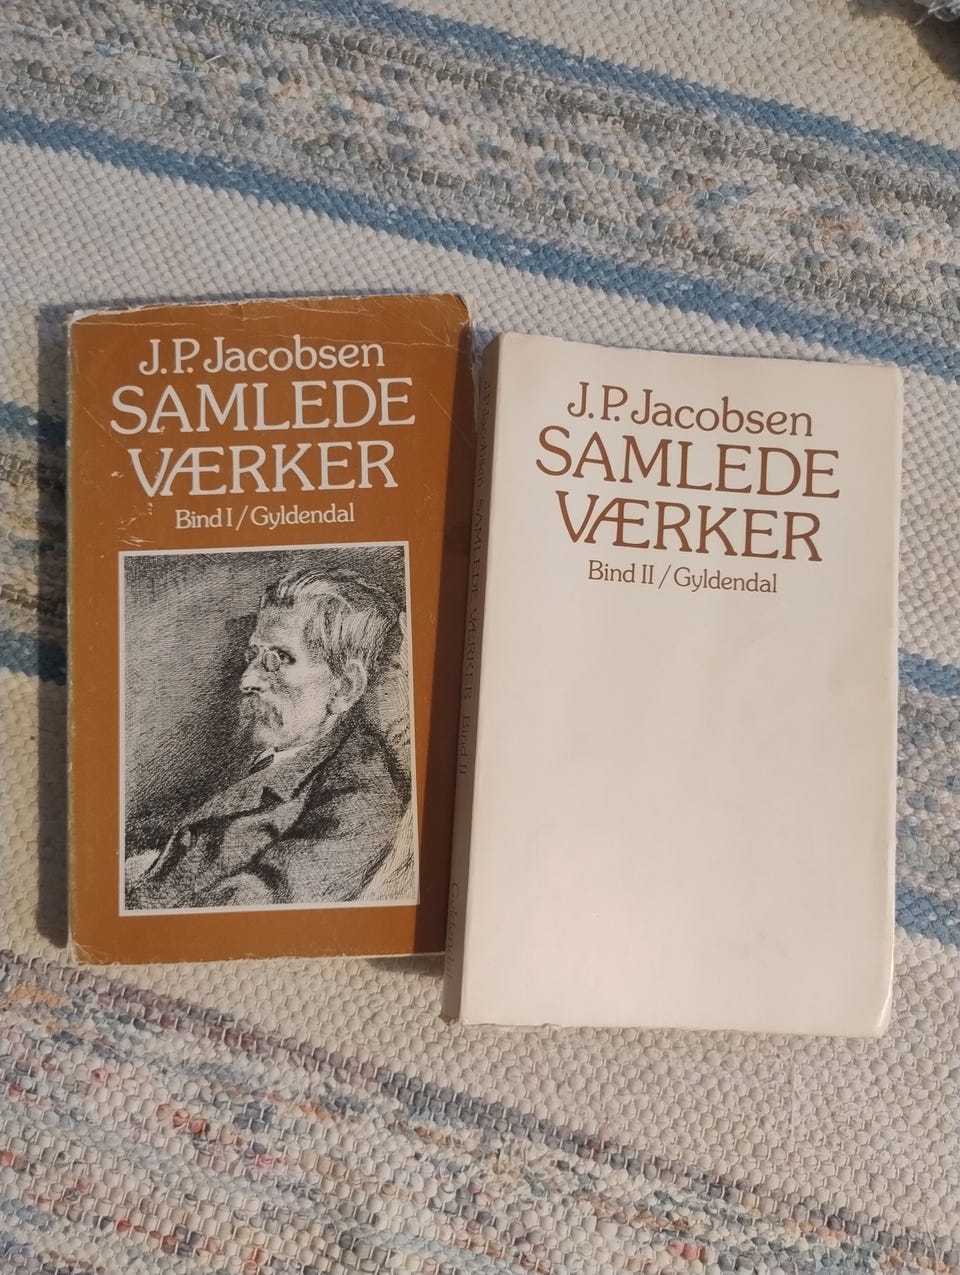 J.P. Jacobsen
SAMLEDE
VÆRKER
Bind I / Gyldendal
J.P. Jacobsen
SAMLEDE
VÆRKER
Bind II / Gyldendal
J.P. Jacobsen SAMLEDE VÆRKER Bind II Gyldendal